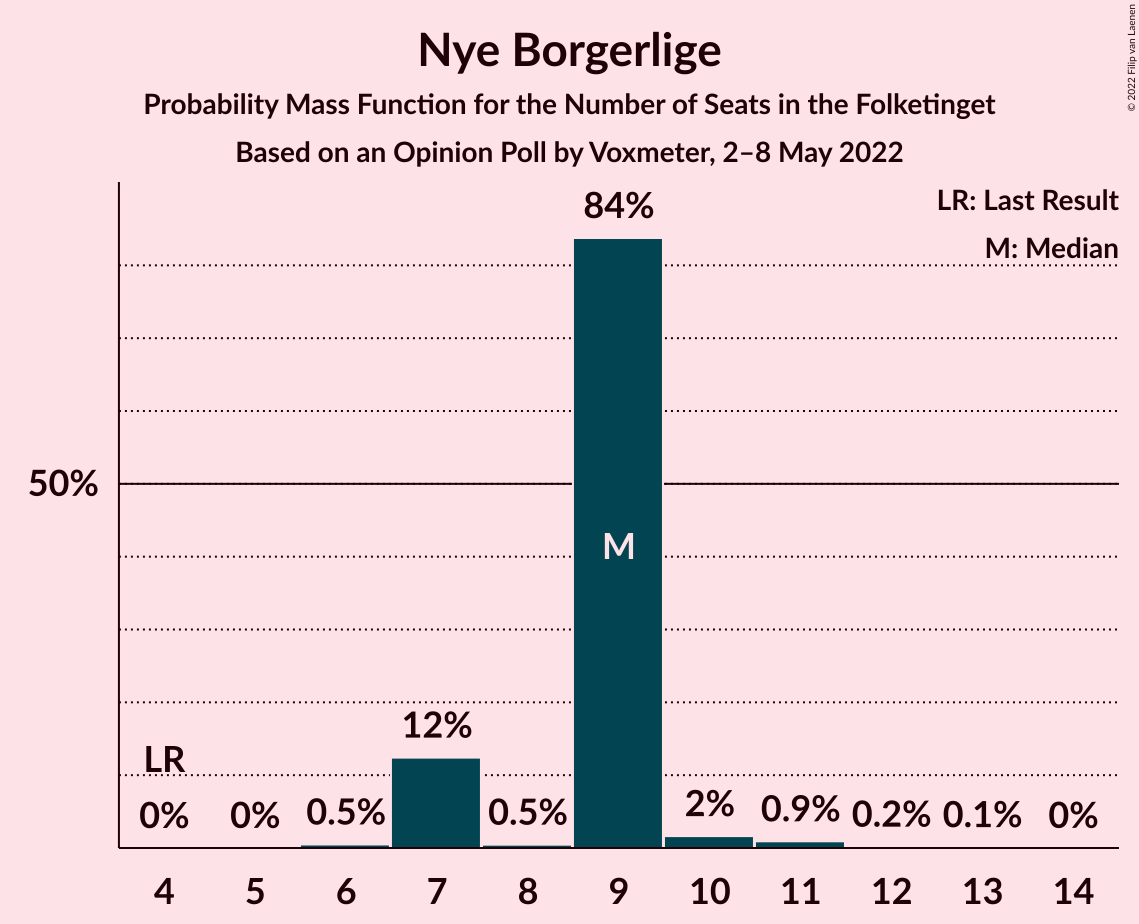 Nye Borgerlige
Probability Mass Function for the Number of Seats in the Folketinget
Based on an Opinion Poll by Voxmeter, 2–8 May 2022
© 2022 Filip van Laenen
LR: Last Result
M: Median
84%
50%
M
12%
LR
0% 0% 0.5% 0.5% 2% 0.9% 0.2% 0.1% 0%
4 5 6 7 8 9 10 11 12 13 14